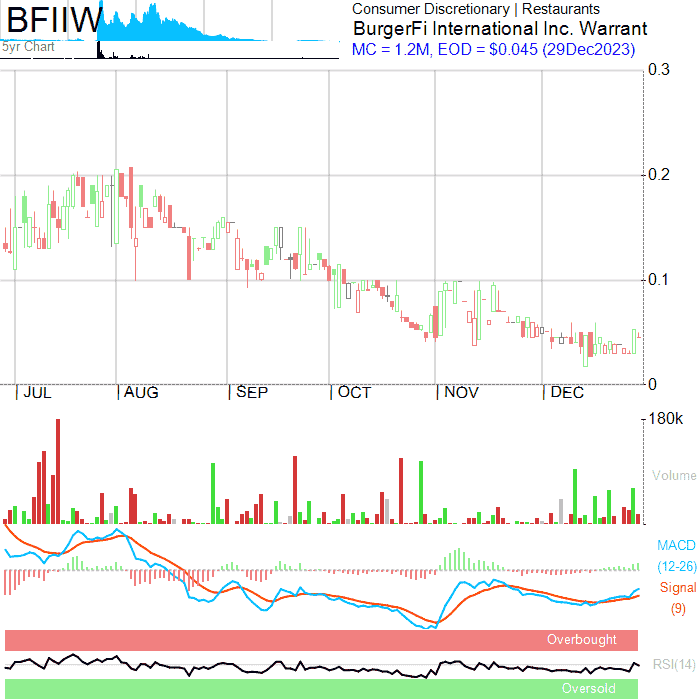 BFIIW
5yr Chart
Consumer Discretionary | Restaurants
BurgerFi International Inc. Warrant
MC = 1.2M, EOD = $0.045 (29Dec2023)
0.3
0.2
0.1
0
| JUL | AUG | SEP | OCT | NOV | DEC
180k
Volume
MACD
(12-26)
Signal
(9)
Overbought
RSI(14)
Oversold